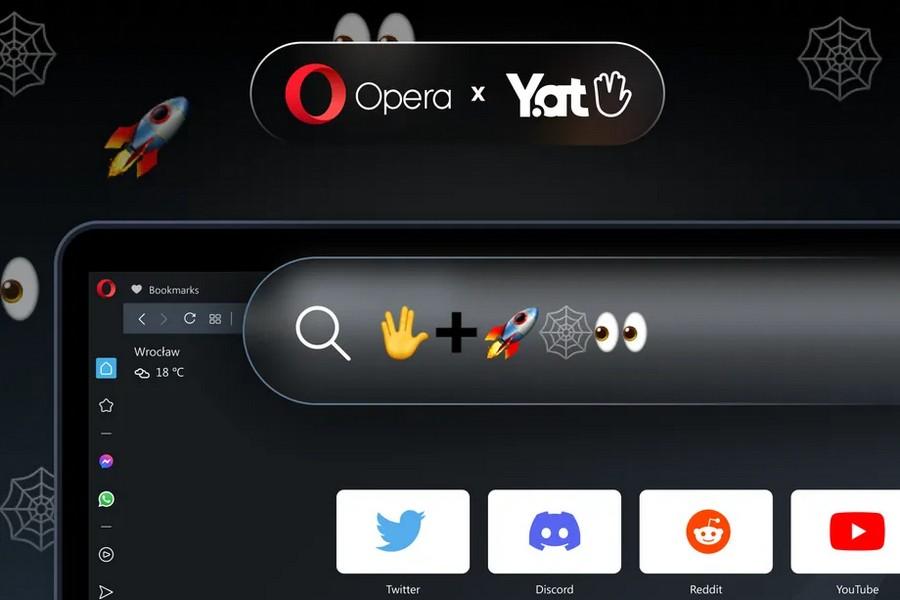 Opera x Y.at
Bookmarks
Wrocław
18 °C
Twitter
Discord
Reddit
YouTube